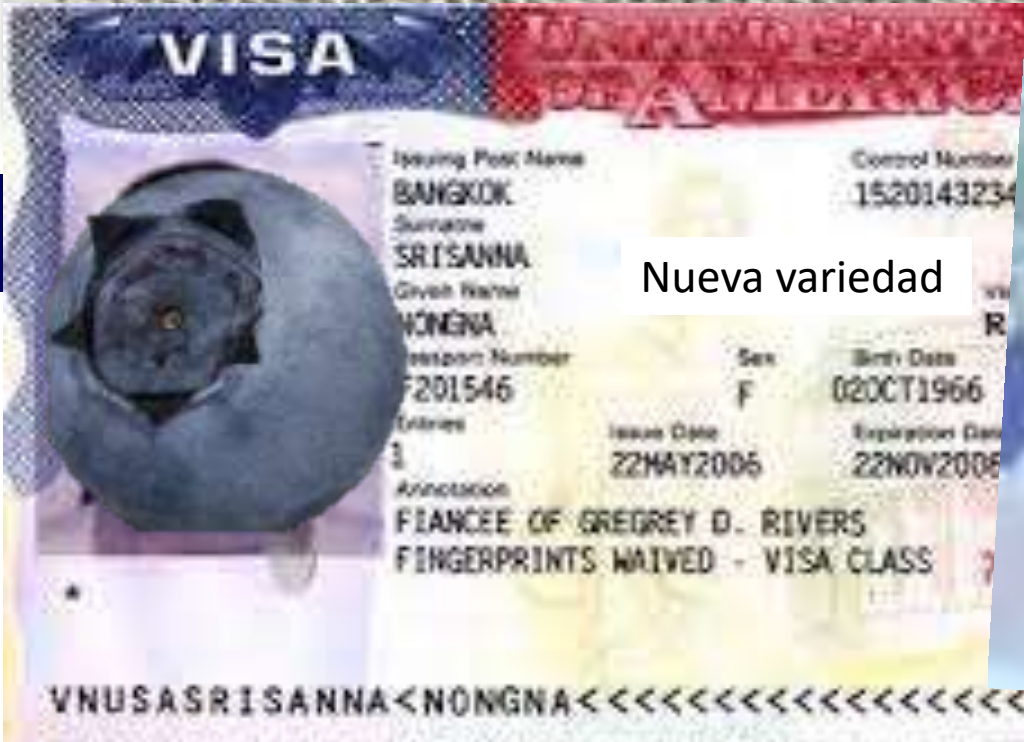 VISA
Issuing Post Name
Control Number
BANGKOK
1520143234
Surname
SRISANNA
Nueva variedad
Given Name
NONGNA
R
Passport Number
Sex
Birth Date
F201546
F
02OCT1966
Entries
Issue Date
Expiration Date
1
22MAY2006
22NOV2006
Annotation
FIANCEE OF GREGREY D. RIVERS
FINGERPRINTS WAIVED - VISA CLASS
*
VNUSASRISANNA<NONGNA<<<<<<<<<<<<<<<<<<